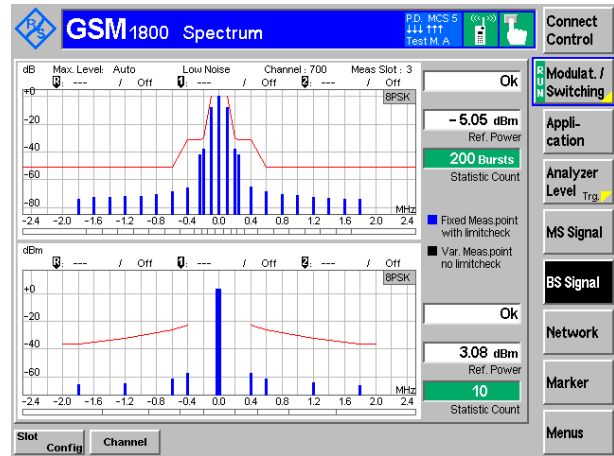 R S
GSM1800 Spectrum
P.D. MCS 5
Test M. A
Connect
Control
dB Max. Level: Auto Low Noise Channel : 700 Meas Slot : 3
R: --- / Off 1: --- / Off 2: --- / Off
8PSK
+0
-20
-40
-60
-80
MHz
-2.4 -2.0 -1.6 -1.2 -0.8 -0.4 0.0 0.4 0.8 1.2 1.6 2.0 2.4
Ok
-5.05 dBm
Ref. Power
200 Bursts
Statistic Count
Fixed Meas.point
with limitcheck
Var. Meas.point
no limitcheck
dBm
R: --- / Off 1: --- / Off 2: --- / Off
8PSK
+0
-20
-40
-60
MHz
-2.4 -2.0 -1.6 -1.2 -0.8 -0.4 0.0 0.4 0.8 1.2 1.6 2.0 2.4
Ok
3.08 dBm
Ref. Power
10
Statistic Count
RUN
Modulat. /
Switching
Appli-
cation
Analyzer
Level Trg.
MS Signal
BS Signal
Network
Marker
Menus
Slot
Config
Channel